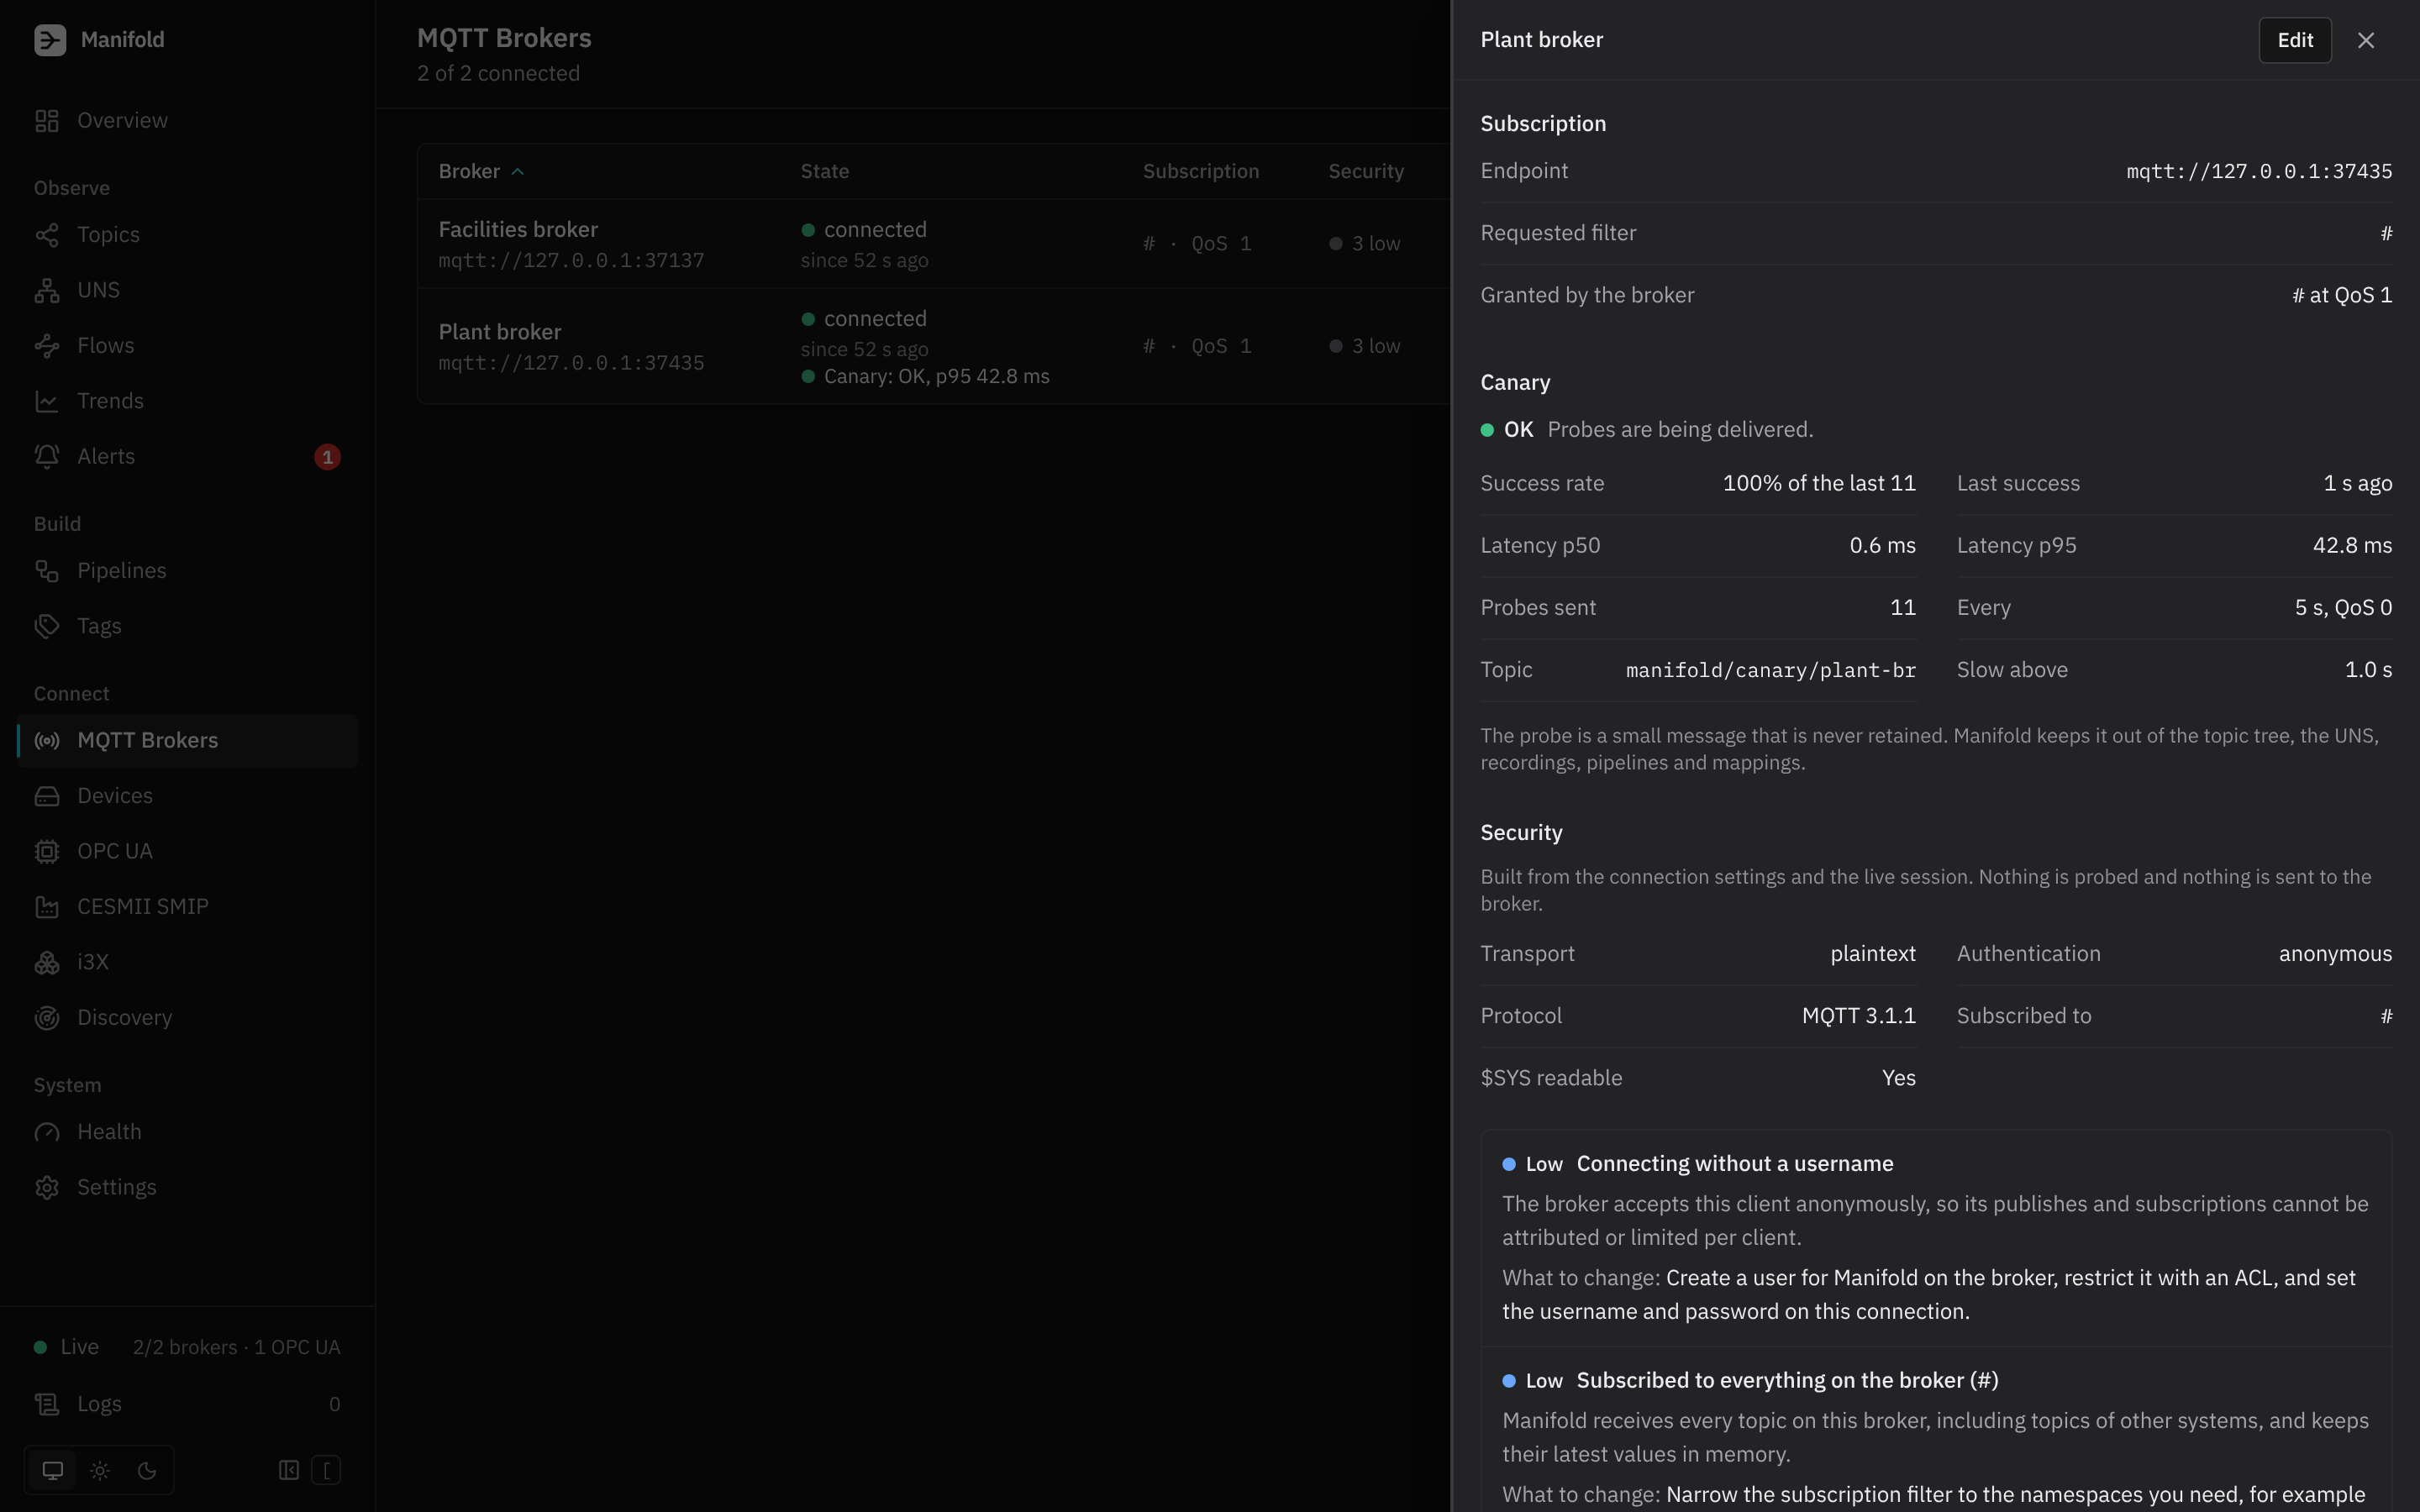 Manifold
Overview
Observe
Topics
UNS
Flows
Trends
Alerts 1
Build
Pipelines
Tags
Connect
MQTT Brokers
Devices
OPC UA
CESMII SMIP
i3X
Discovery
System
Health
Settings
Live 2/2 brokers · 1 OPC UA
Logs 0
[
MQTT Brokers
2 of 2 connected
Broker State Subscription Security
Facilities broker
mqtt://127.0.0.1:37137
connected
since 52 s ago
# · QoS 1
3 low
Plant broker
mqtt://127.0.0.1:37435
connected
since 52 s ago
Canary: OK, p95 42.8 ms
# · QoS 1
3 low
Plant broker
Edit
Subscription
Endpoint mqtt://127.0.0.1:37435
Requested filter #
Granted by the broker # at QoS 1
Canary
OK Probes are being delivered.
Success rate 100% of the last 11 Last success 1 s ago
Latency p50 0.6 ms Latency p95 42.8 ms
Probes sent 11 Every 5 s, QoS 0
Topic manifold/canary/plant-br Slow above 1.0 s
The probe is a small message that is never retained. Manifold keeps it out of the topic tree, the UNS,
recordings, pipelines and mappings.
Security
Built from the connection settings and the live session. Nothing is probed and nothing is sent to the
broker.
Transport plaintext Authentication anonymous
Protocol MQTT 3.1.1 Subscribed to #
$SYS readable Yes
Low Connecting without a username
The broker accepts this client anonymously, so its publishes and subscriptions cannot be
attributed or limited per client.
What to change: Create a user for Manifold on the broker, restrict it with an ACL, and set
the username and password on this connection.
Low Subscribed to everything on the broker (#)
Manifold receives every topic on this broker, including topics of other systems, and keeps
their latest values in memory.
What to change: Narrow the subscription filter to the namespaces you need, for example